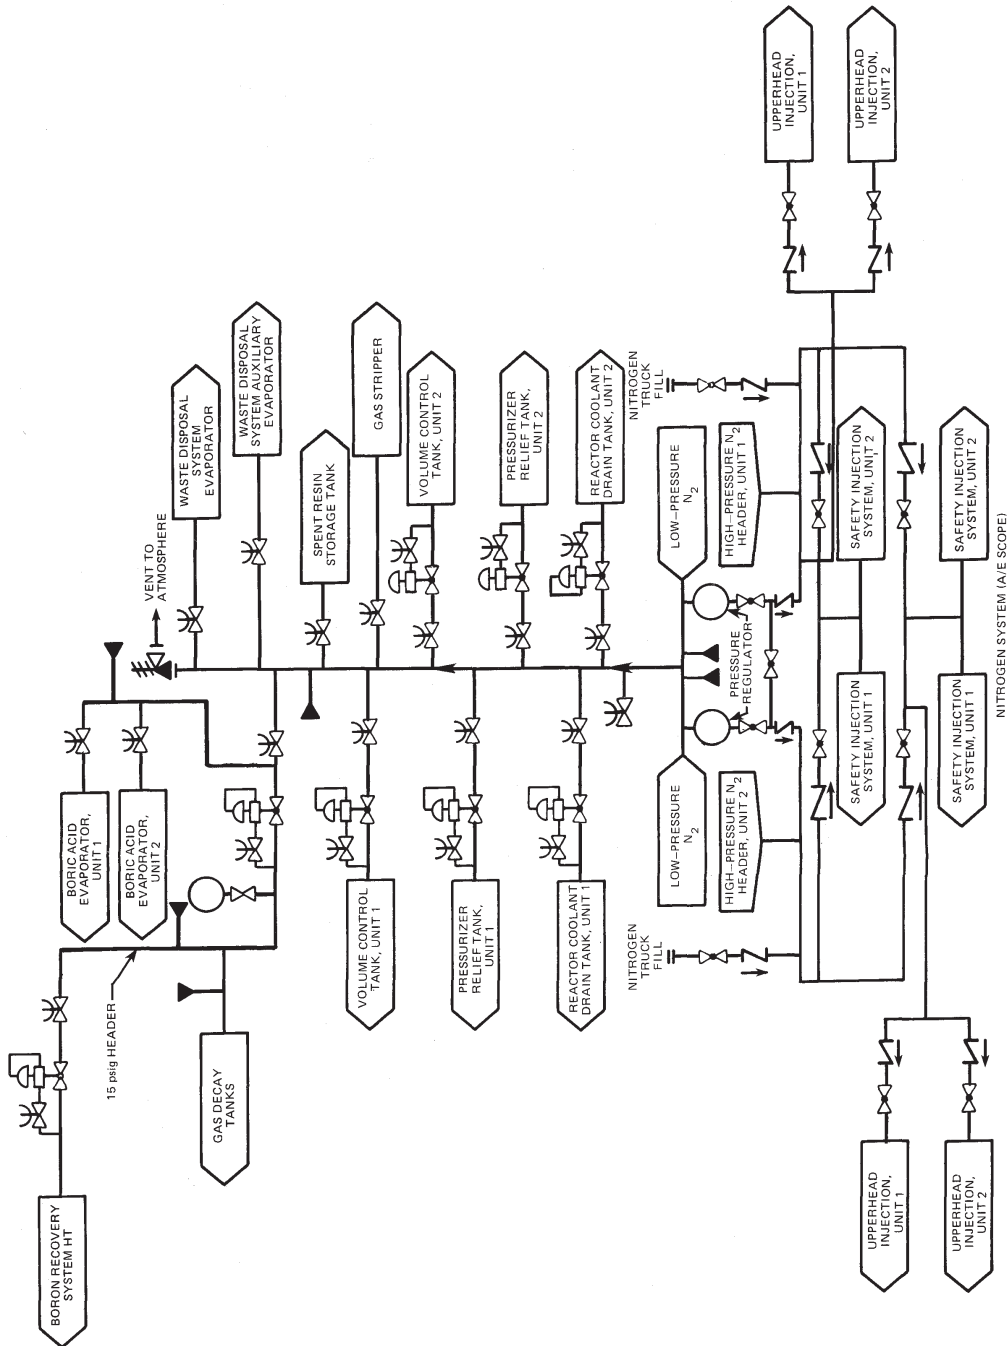 UPPERHEAD
INJECTION,
UNIT 1
UPPERHEAD
INJECTION,
UNIT 2
WASTE DISPOSAL
SYSTEM
EVAPORATOR
WASTE DISPOSAL
SYSTEM AUXILIARY
EVAPORATOR
SPENT RESIN
STORAGE TANK
GAS STRIPPER
VOLUME CONTROL
TANK, UNIT 2
PRESSURIZER
RELIEF TANK,
UNIT 2
REACTOR COOLANT
DRAIN TANK, UNIT 2
NITROGEN
TRUCK
FILL
VENT TO
ATMOSPHERE
LOW-PRESSURE
N2
HIGH-PRESSURE N2
HEADER, UNIT 1
SAFETY INJECTION
SYSTEM, UNIT 2
SAFETY INJECTION
SYSTEM, UNIT 2
PRESSURE
REGULATOR
BORIC ACID
EVAPORATOR,
UNIT 1
BORIC ACID
EVAPORATOR,
UNIT 2
LOW-PRESSURE
N2
HIGH-PRESSURE N2
HEADER, UNIT 2
SAFETY INJECTION
SYSTEM, UNIT 1
SAFETY INJECTION
SYSTEM, UNIT 1
15 psig HEADER
VOLUME CONTROL
TANK, UNIT 1
PRESSURIZER
RELIEF TANK,
UNIT 1
REACTOR COOLANT
DRAIN TANK, UNIT 1
NITROGEN
TRUCK
FILL
GAS DECAY
TANKS
BORON RECOVERY
SYSTEM HT
UPPERHEAD
INJECTION,
UNIT 1
UPPERHEAD
INJECTION,
UNIT 2
NITROGEN SYSTEM (A/E SCOPE)